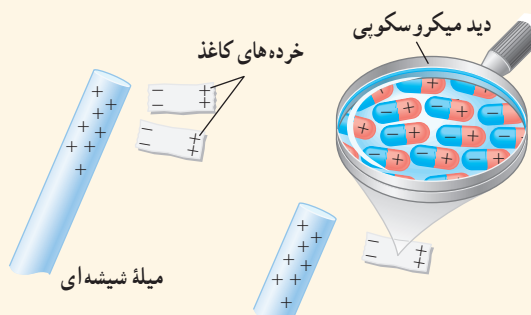 دید میکروسکوپی
خرده‌های کاغذ
میلهٔ شیشه‌ای